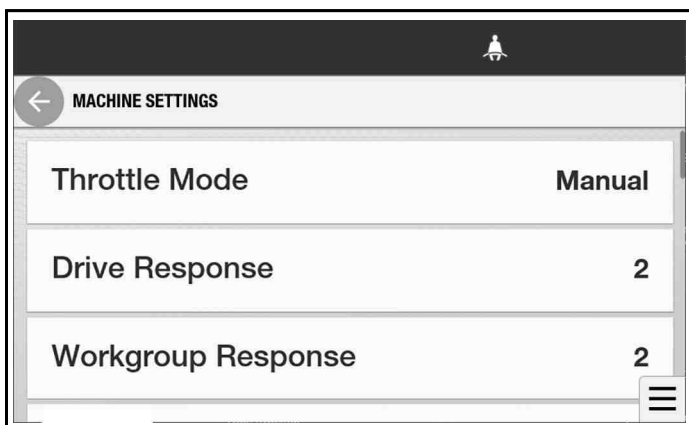 MACHINE SETTINGS
Throttle Mode Manual
Drive Response 2
Workgroup Response 2